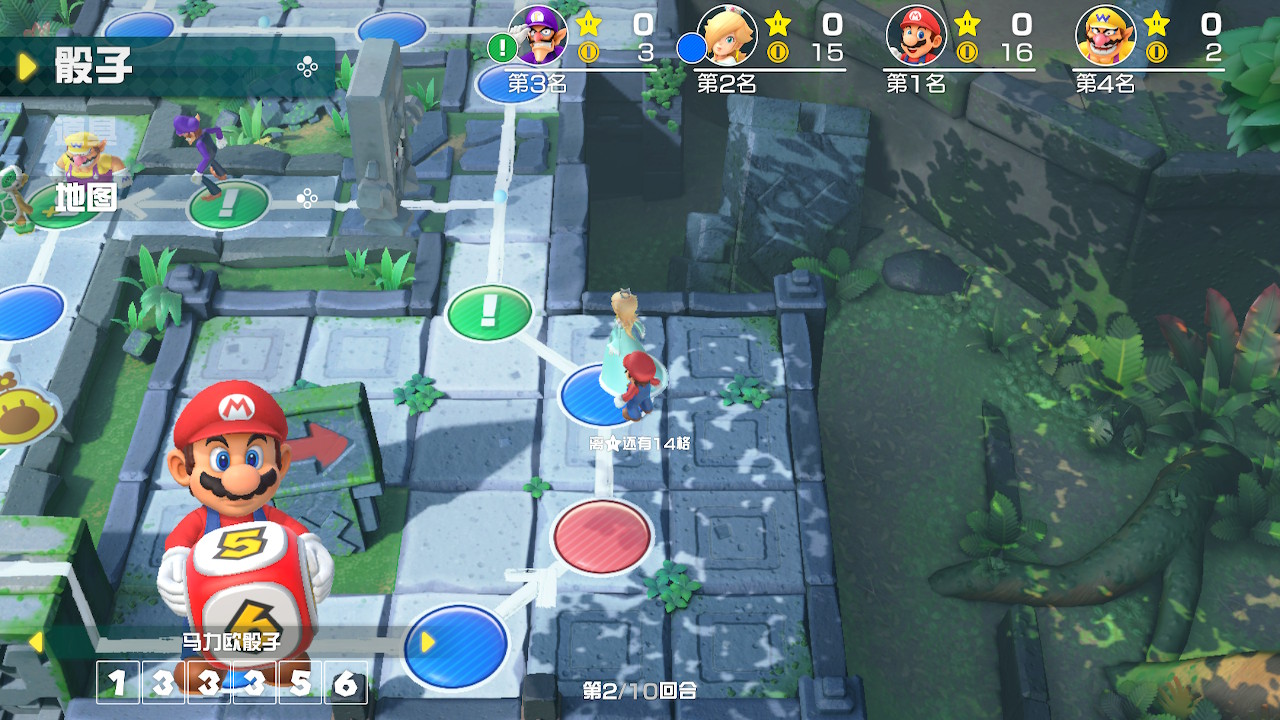 骰子
! 0
3
第3名
0
15
第2名
0
16
第1名
0
2
第4名
地图
!
!
离★还有14格
M
5
6
马力欧骰子
1 3 3 3 5 6
第2/10回合